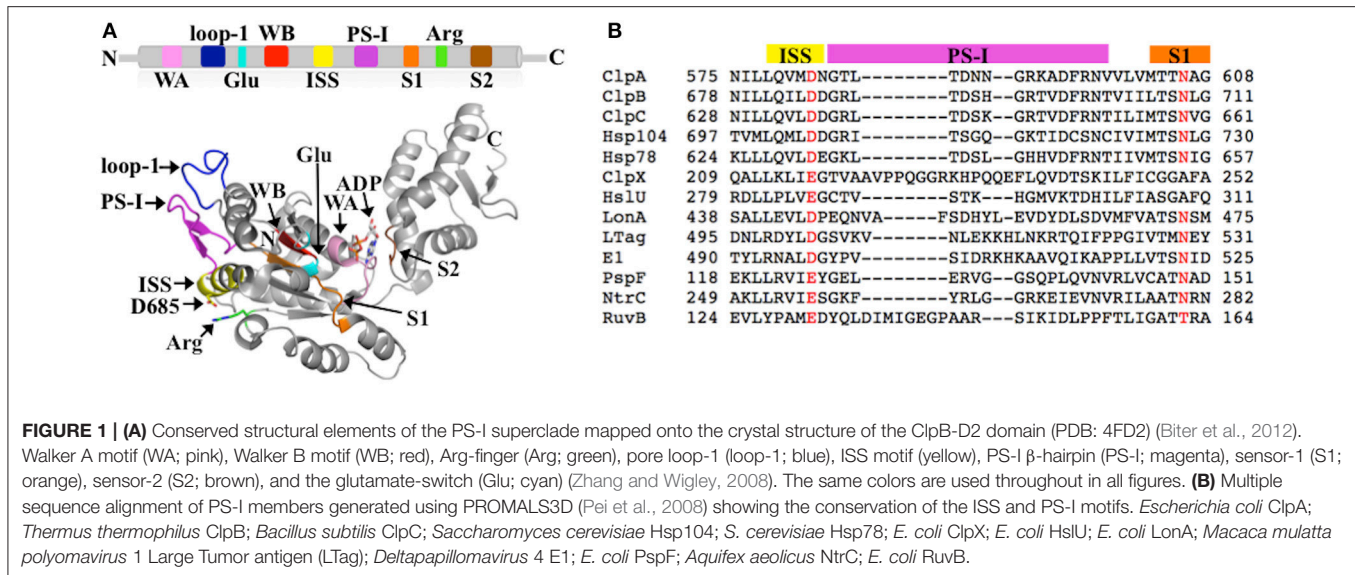 A
loop-1 WB PS-I Arg
N C
WA Glu ISS S1 S2
C
loop-1
Glu
ADP
WB
WA
PS-I
N
S2
ISS
D685
S1
Arg
B
ISS PS-I S1
ClpA 575 NILLQVMDNGTL---------TDNN--GRKADFRNVVLVMTTNAG 608
ClpB 678 NILLQILDDGRL---------TDSH--GRTVDFRNTVIILTSNLG 711
ClpC 628 NILLQVLDDGRL---------TDSK--GRTVDFRNTILIMTSNVG 661
Hsp104 697 TVMLQMLDDGRI---------TSGQ--GKTIDCSNCIVIMTSNLG 730
Hsp78 624 KLLLQVLDEGKL---------TDSL--GHHVDFRNTIIVMTSNIG 657
ClpX 209 QALLKLIEGTVAAVPPQGGRKHPQQEFLQVDTSKILFICGGAFA 252
HslU 279 RDLLPLVEGCTV---------STK---HGMVKTDHILFIASGAFQ 311
LonA 438 SALLEVLDPEQNVA------FSDHYL-EVDYDLSDVMFVATSNSM 475
LTag 495 DNLRDYLDGSVKV-------NLEKKHLNKRTQIFPPGIVTMNEY 531
E1 490 TYLRNALDGYPV--------SIDRKHKAAVQIKAPPLLVTSNID 525
PspF 118 EKLLRVIEYGEL--------ERVG--GSQPLQVNVRLVCATNAD 151
NtrC 249 AKLLRVIESGKF--------YRLG--GRKEIEVNVRILAATNRN 282
RuvB 124 EVLYPAMEDYQLDIMIGEGPAAR---SIKIDLPPFTLIGATTRA 164
FIGURE 1 | (A) Conserved structural elements of the PS-I superclade mapped onto the crystal structure of the ClpB-D2 domain (PDB: 4FD2) (Biter et al., 2012).
Walker A motif (WA; pink), Walker B motif (WB; red), Arg-finger (Arg; green), pore loop-1 (loop-1; blue), ISS motif (yellow), PS-I β-hairpin (PS-I; magenta), sensor-1 (S1;
orange), sensor-2 (S2; brown), and the glutamate-switch (Glu; cyan) (Zhang and Wigley, 2008). The same colors are used throughout in all figures. (B) Multiple
sequence alignment of PS-I members generated using PROMALS3D (Pei et al., 2008) showing the conservation of the ISS and PS-I motifs. Escherichia coli ClpA;
Thermus thermophilus ClpB; Bacillus subtilis ClpC; Saccharomyces cerevisiae Hsp104; S. cerevisiae Hsp78; E. coli ClpX; E. coli HslU; E. coli LonA; Macaca mulatta
polyomavirus 1 Large Tumor antigen (LTag); Deltapapillomavirus 4 E1; E. coli PspF; Aquifex aeolicus NtrC; E. coli RuvB.